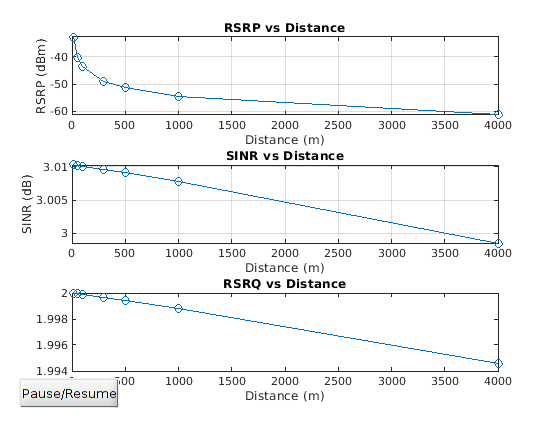 RSRP vs Distance
RSRP (dBm)
-40
-50
-60
0 500 1000 1500 2000 2500 3000 3500 4000
Distance (m)
SINR vs Distance
SINR (dB)
3.01
3.005
3
0 500 1000 1500 2000 2500 3000 3500 4000
Distance (m)
RSRQ vs Distance
2
1.998
1.996
1.994
500 1000 1500 2000 2500 3000 3500 4000
Distance (m)
Pause/Resume